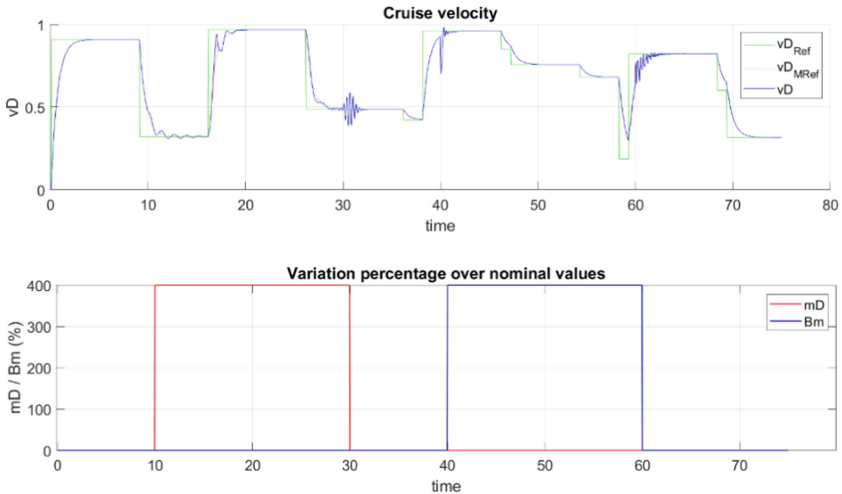 Cruise velocity
1
0.5
0
vD
vD_Ref
vD_MRef
vD
0 10 20 30 40 50 60 70 80
time
Variation percentage over nominal values
400
300
200
100
0
mD / Bm (%)
mD
Bm
0 10 20 30 40 50 60 70
time